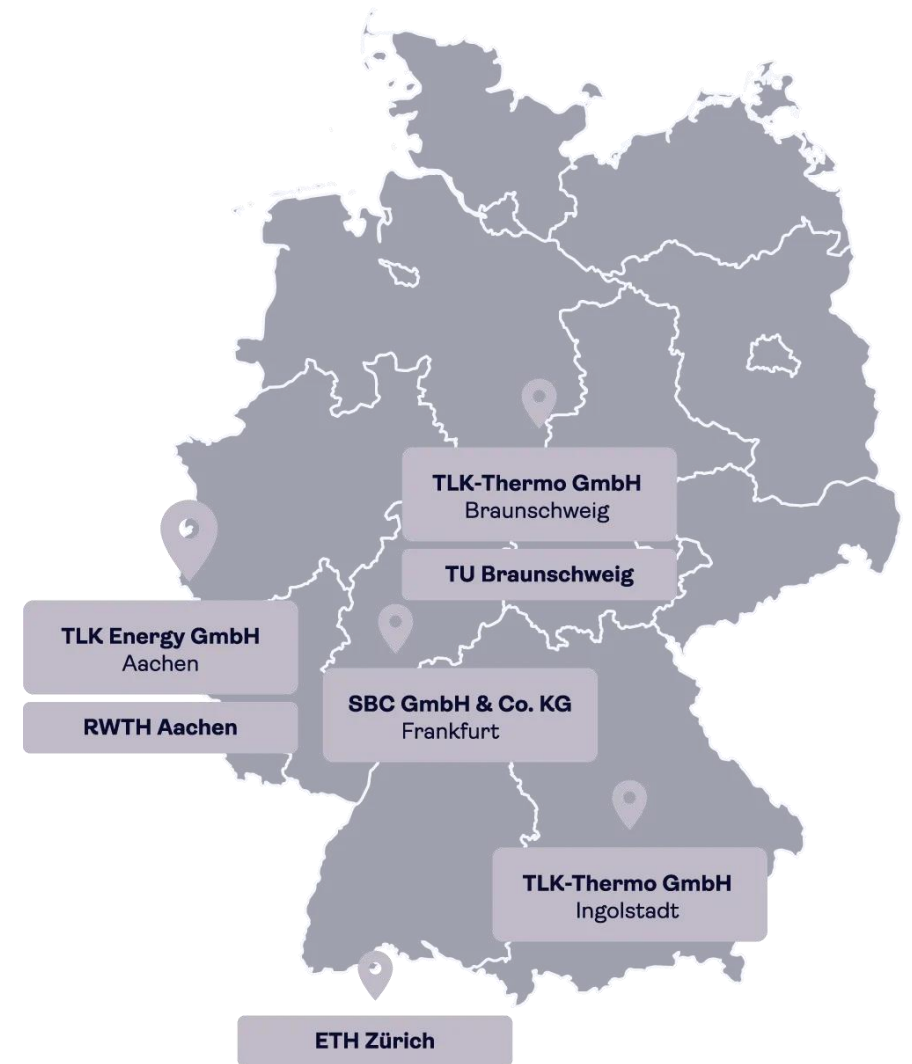 TLK-Thermo GmbH
Braunschweig
TU Braunschweig
TLK Energy GmbH
Aachen
RWTH Aachen
SBC GmbH & Co. KG
Frankfurt
TLK-Thermo GmbH
Ingolstadt
ETH Zürich